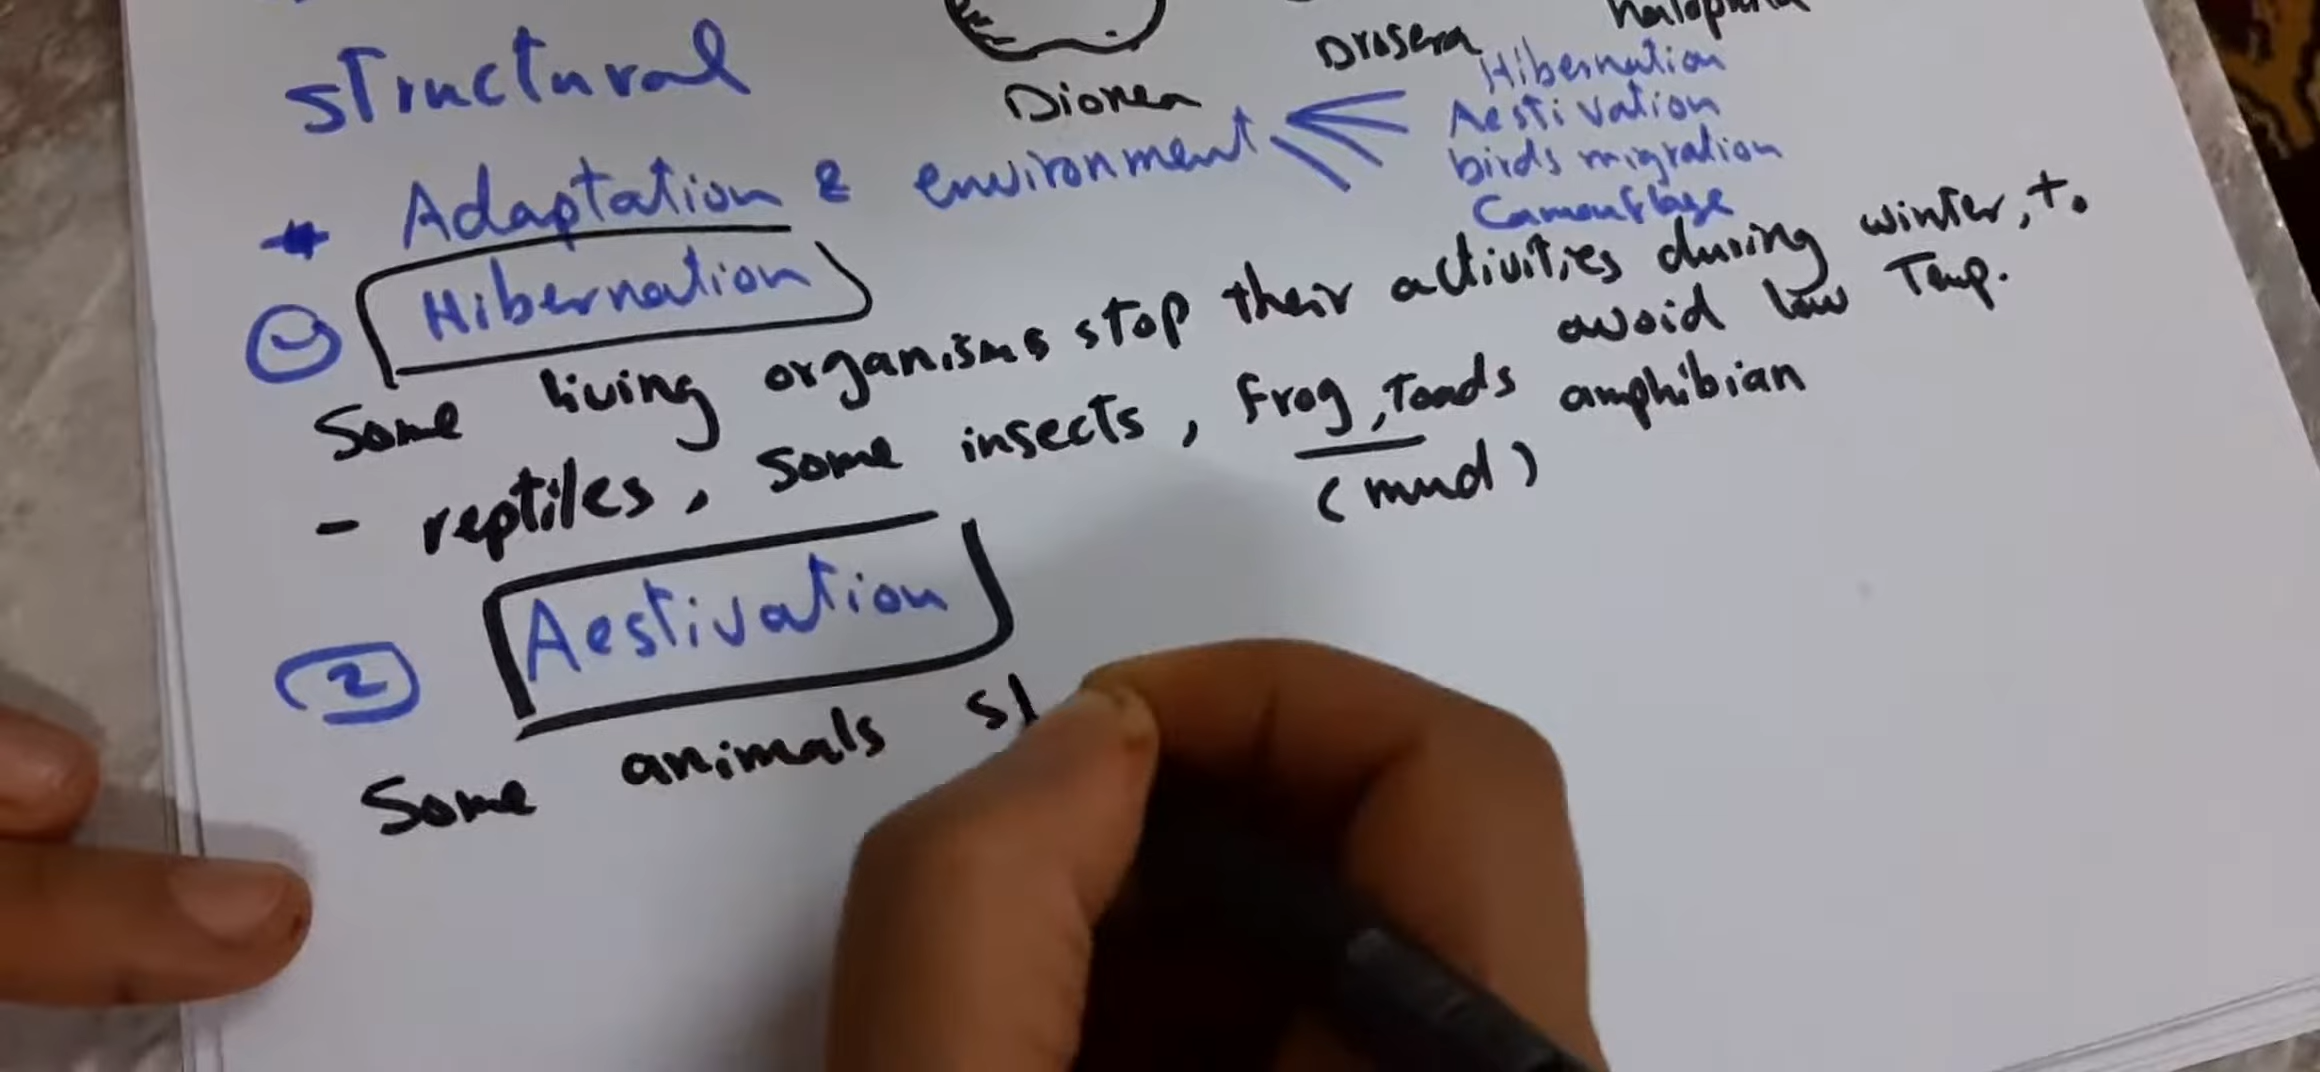 Drosera
structural
Dionea
Hibernation
Aestivation
birds migration
Camouflage
* Adaptation & environment
Hibernation
Some living organisms stop their activities during winter, to
avoid low Temp.
- reptiles, some insects, frog, Toads amphibian
(mud)
2 Aestivation
Some animals st